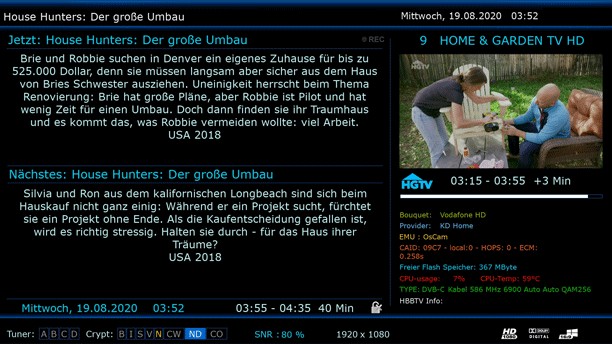 House Hunters: Der große Umbau
Mittwoch, 19.08.2020 03:52
Jetzt: House Hunters: Der große Umbau
REC
Brie und Robbie suchen in Denver ein eigenes Zuhause für bis zu
525.000 Dollar, denn sie müssen langsam aber sicher aus dem Haus
von Bries Schwester ausziehen. Uneinigkeit herrscht beim Thema
Renovierung: Brie hat große Pläne, aber Robbie ist Pilot und hat
wenig Zeit für einen Umbau. Doch dann finden sie ihr Traumhaus
und es kommt das, was Robbie vermeiden wollte: viel Arbeit.
USA 2018
Nächstes: House Hunters: Der große Umbau
Silvia und Ron aus dem kalifornischen Longbeach sind sich beim
Hauskauf nicht ganz einig: Während er ein Projekt sucht, fürchtet
sie ein Projekt ohne Ende. Als die Kaufentscheidung gefallen ist,
wird es richtig stressig. Halten sie durch - für das Haus ihrer
Träume?
USA 2018
Mittwoch, 19.08.2020 03:52
03:55 - 04:35 40 Min
9 HOME & GARDEN TV HD
HGTV
HGTV
03:15 - 03:55 +3 Min
Bouquet: Vodafone HD
Provider: KD Home
EMU : OsCam
CAID: 09C7 - local:0 - HOPS: 0 - ECM:
0.258s
Freier Flash Speicher: 367 MByte
CPU-usage: 7% CPU-Temp: 59°C
TYPE: DVB-C Kabel 586 MHz 6900 Auto Auto QAM256
HBBTV Info:
Tuner: A B C D Crypt: B I S V N CW ND CO
SNR : 80 %
1920 x 1080
HD
1080
DOLBY
DIGITAL
16:9